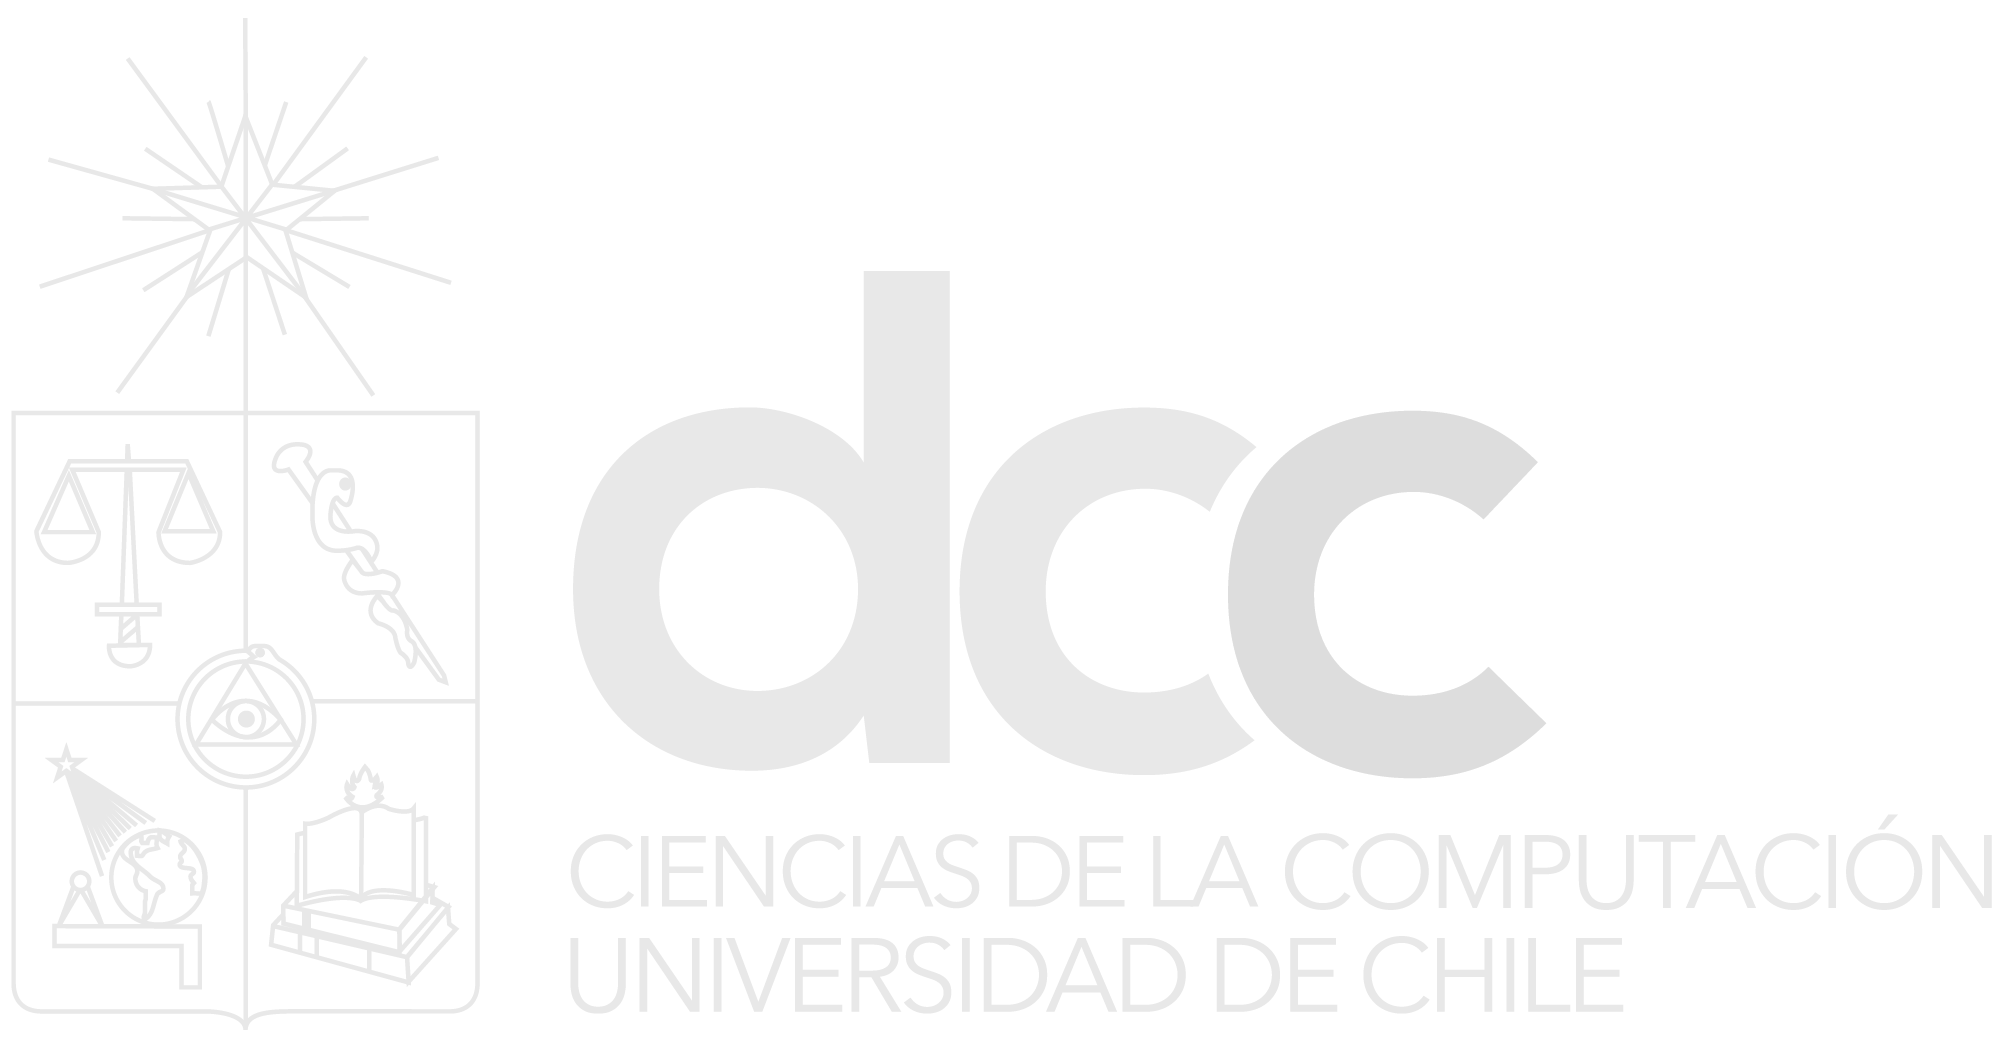 dcc
CIENCIAS DE LA COMPUTACIÓN
UNIVERSIDAD DE CHILE